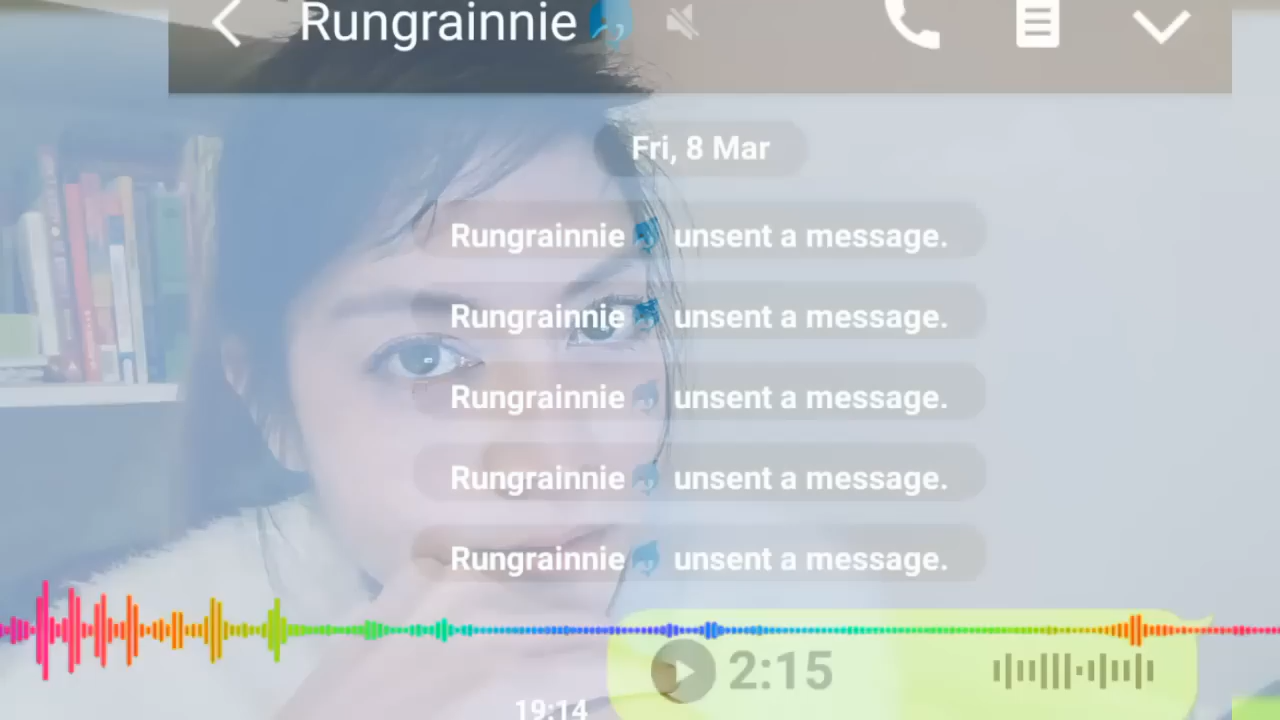 Rungrainnie
Fri, 8 Mar
Rungrainnie unsent a message.
Rungrainnie unsent a message.
Rungrainnie unsent a message.
Rungrainnie unsent a message.
Rungrainnie unsent a message.
2:15
19:14